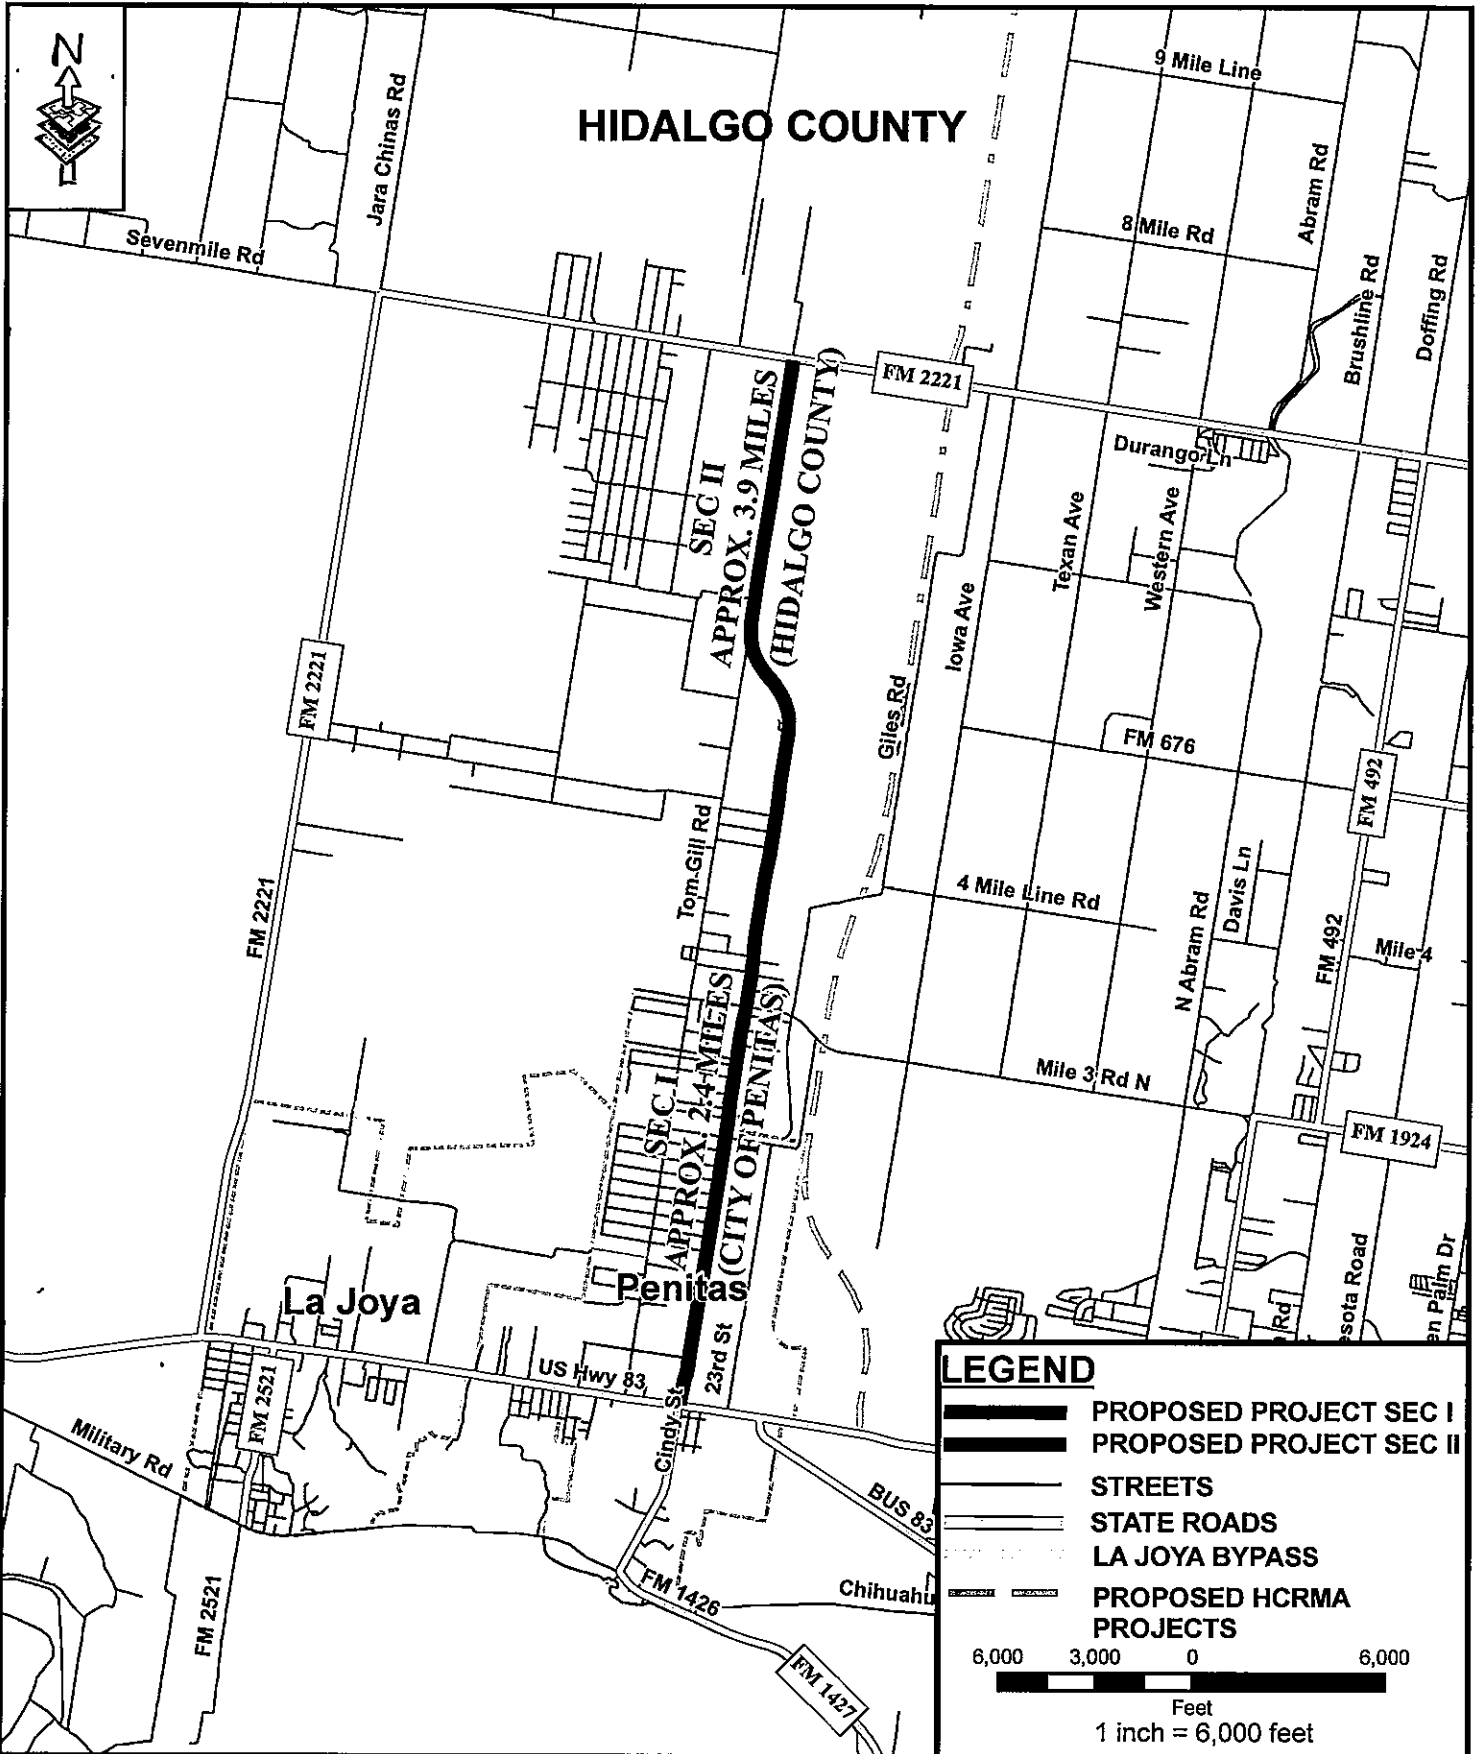 N
HIDALGO COUNTY
9 Mile Line
Jara Chinas Rd
Abram Rd
8 Mile Rd
Sevenmile Rd
Brushline Rd
Doffing Rd
FM 2221
SEC II
APPROX. 3.9 MILES
(HIDALGO COUNTY)
Durango Ln
Texan Ave
Western Ave
Iowa Ave
FM 2221
Giles Rd
FM 676
FM 492
Tom Gill Rd
4 Mile Line Rd
Davis Ln
N Abram Rd
FM 2221
FM 492
Mile 4
SEC I
APPROX. 2.4 MILES
(CITY OF PENITAS)
Mile 3 Rd N
FM 1924
La Joya
Penitas
23rd St
US Hwy 83
Cindy St
FM 2521
Military Rd
BUS 83
FM 2521
FM 1426
Chihuahu
FM 1427
a Rd
esota Road
en Palm Dr
LEGEND
PROPOSED PROJECT SEC I
PROPOSED PROJECT SEC II
STREETS
STATE ROADS
LA JOYA BYPASS
PROPOSED HCRMA
PROJECTS
6,000 3,000 0 6,000
Feet
1 inch = 6,000 feet